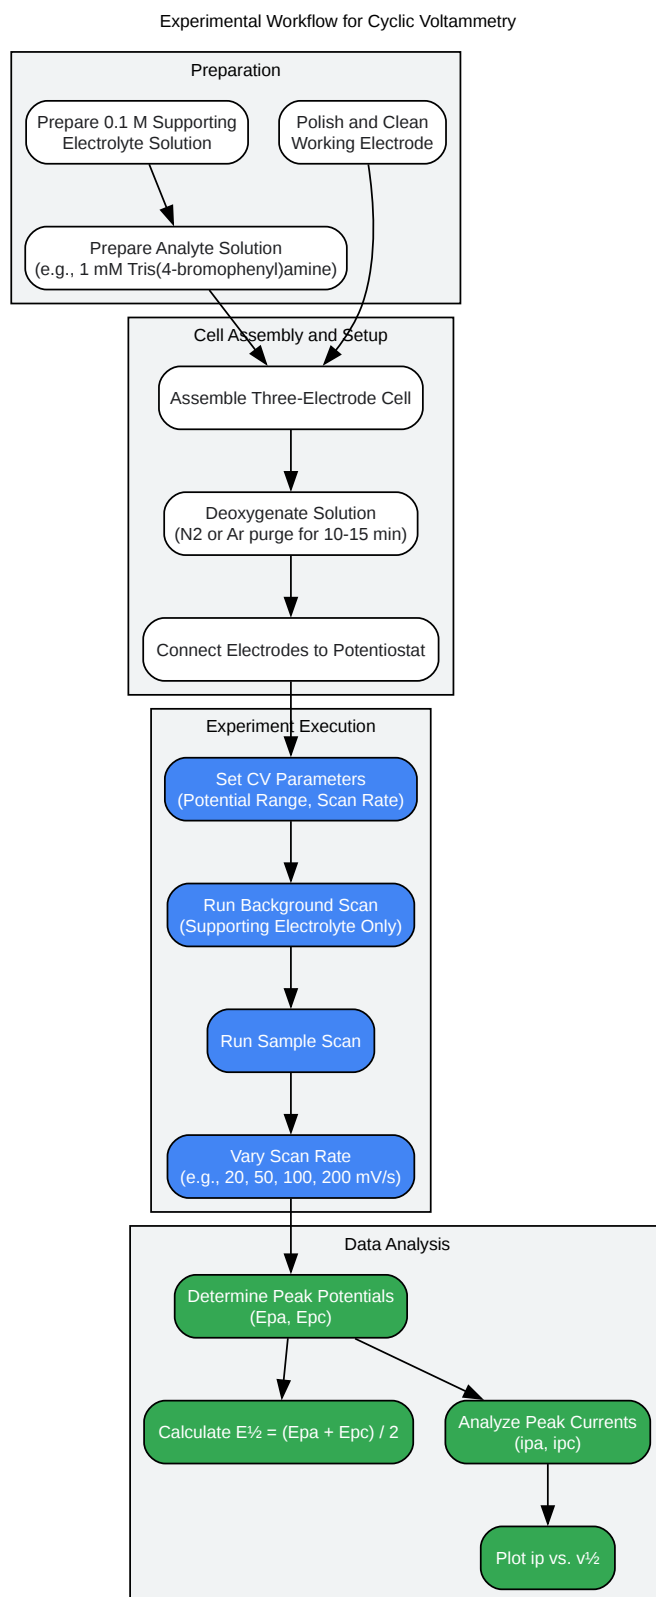 Experimental Workflow for Cyclic Voltammetry
Preparation
Prepare 0.1 M Supporting
Electrolyte Solution
Polish and Clean
Working Electrode
Prepare Analyte Solution
(e.g., 1 mM Tris(4-bromophenyl)amine)
Cell Assembly and Setup
Assemble Three-Electrode Cell
Deoxygenate Solution
(N2 or Ar purge for 10-15 min)
Connect Electrodes to Potentiostat
Experiment Execution
Set CV Parameters
(Potential Range, Scan Rate)
Run Background Scan
(Supporting Electrolyte Only)
Run Sample Scan
Vary Scan Rate
(e.g., 20, 50, 100, 200 mV/s)
Data Analysis
Determine Peak Potentials
(Epa, Epc)
Calculate E½ = (Epa + Epc) / 2
Analyze Peak Currents
(ipa, ipc)
Plot ip vs. v½